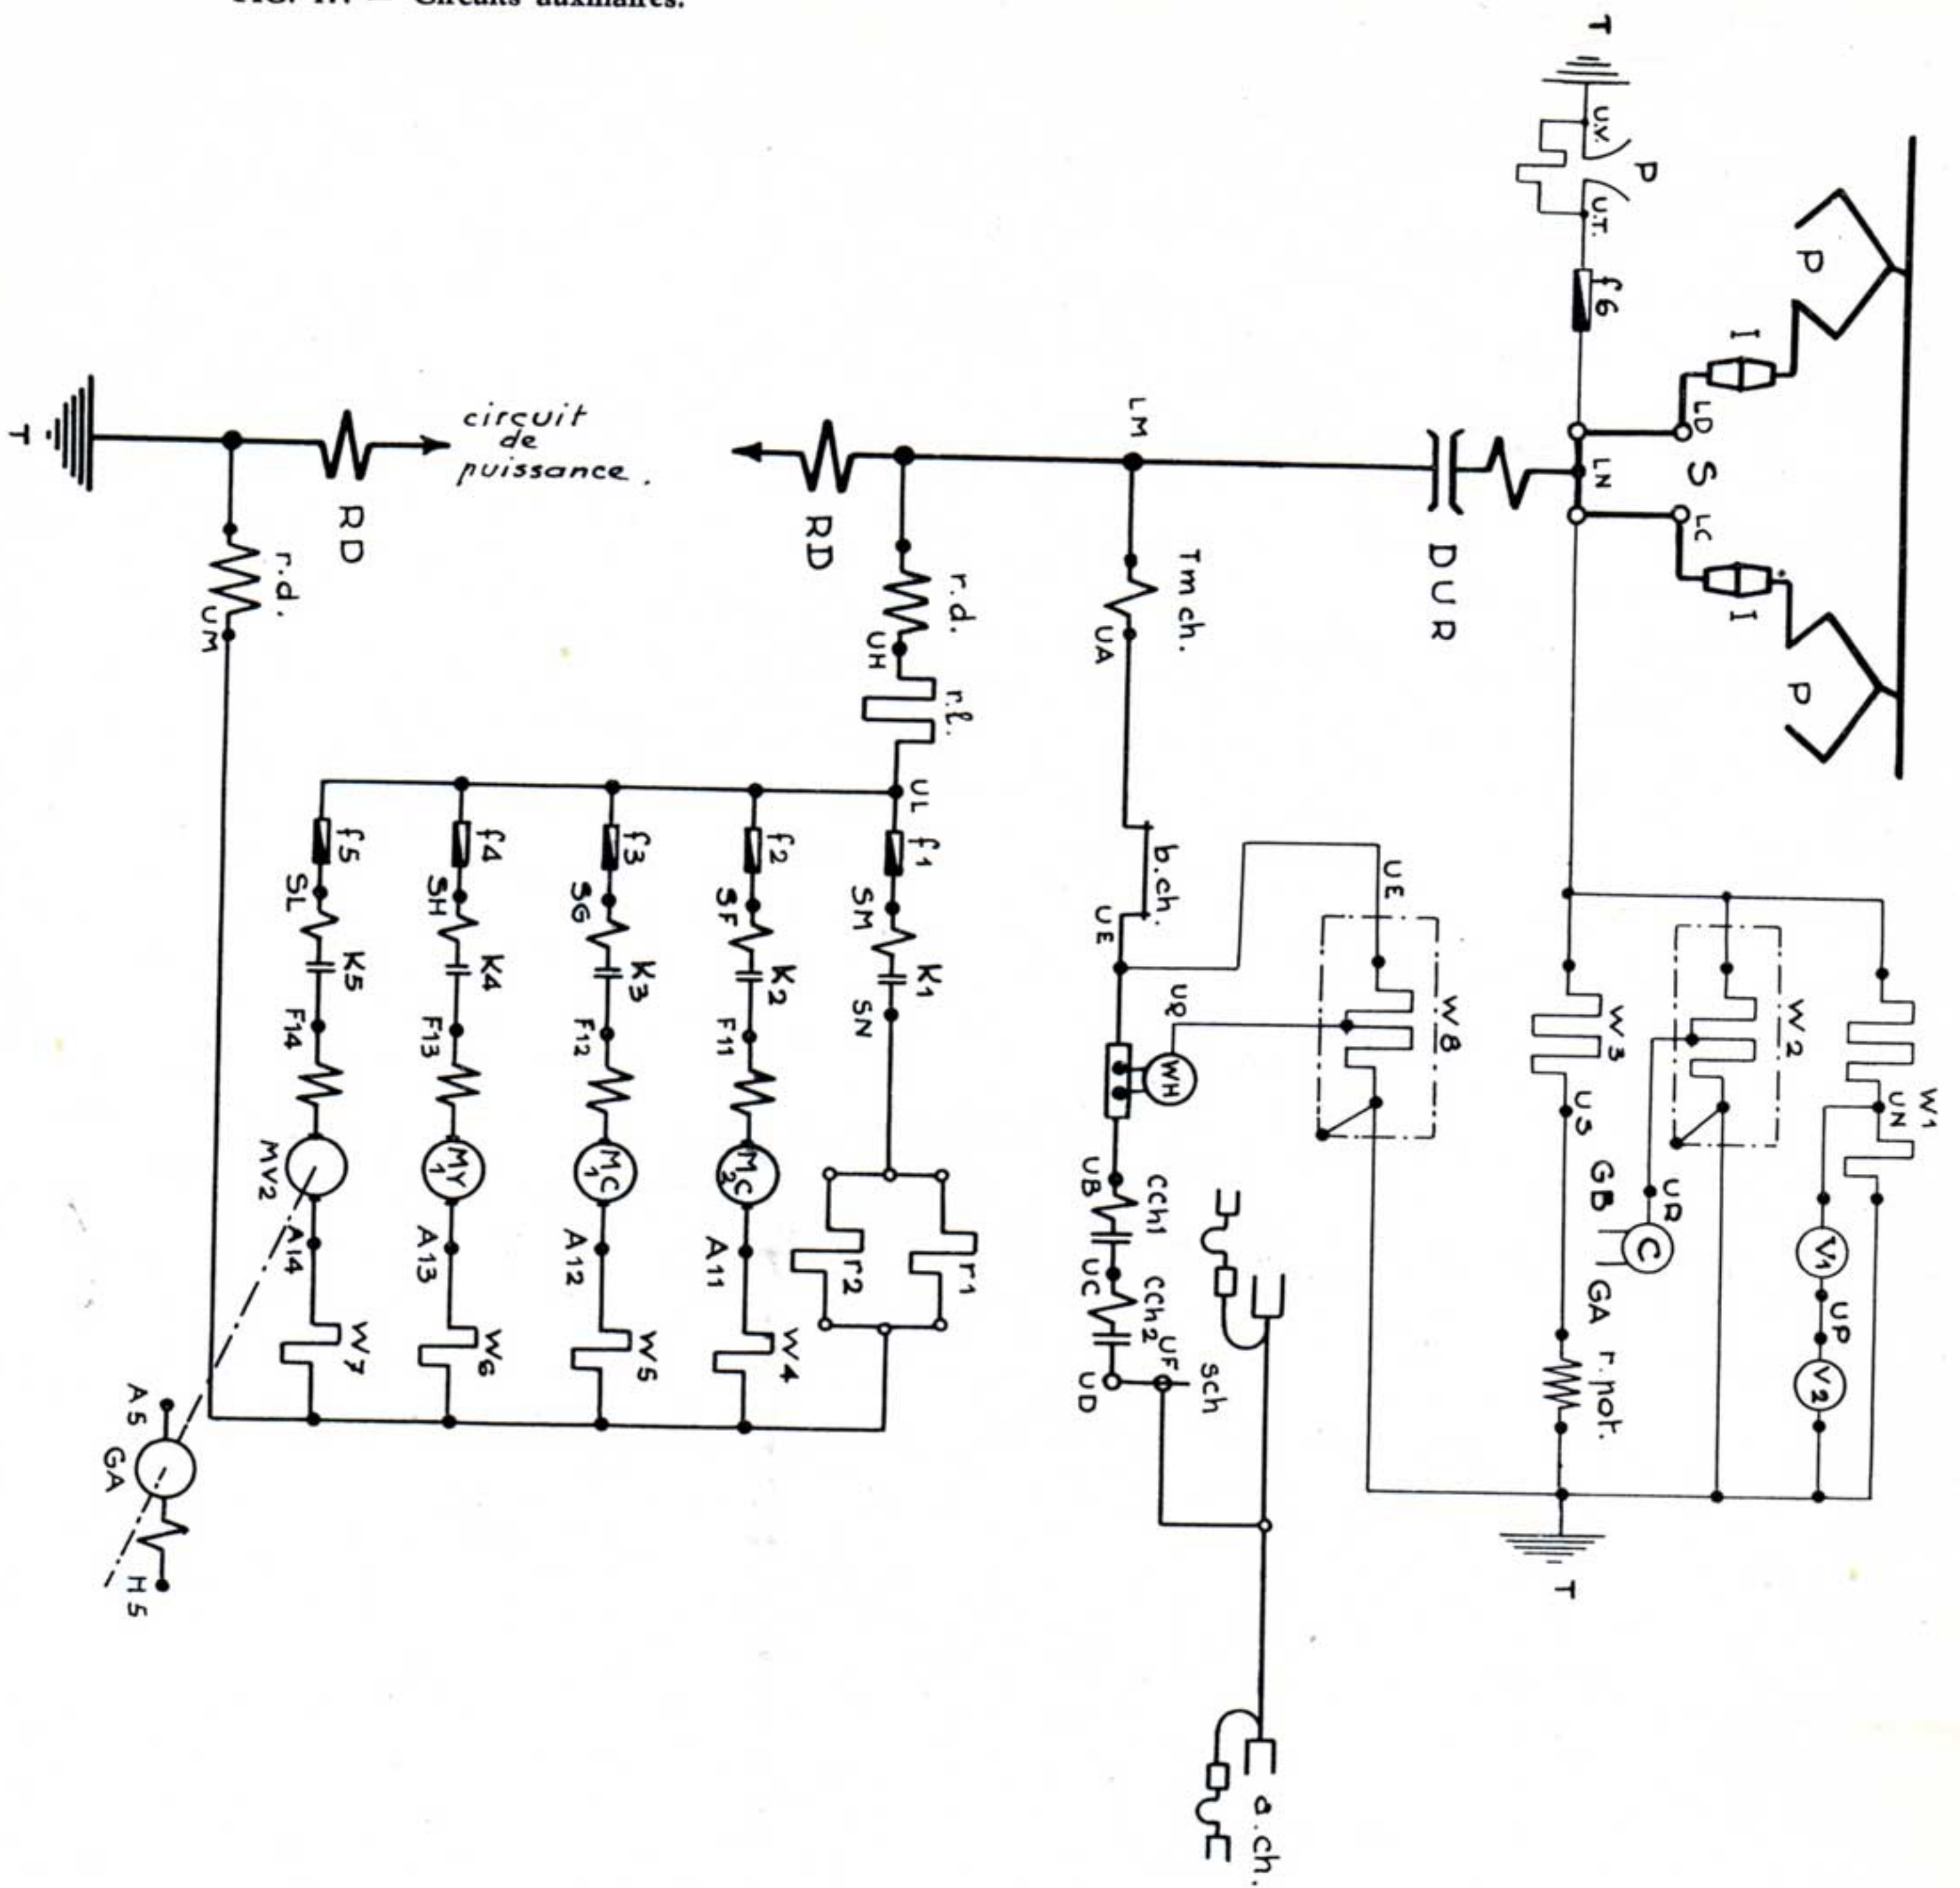 FIG. 17. — Circuits auxiliaires.
T
U.V.
P
U.T.
f6
P
I
LD
S
LN
LC
I
P
DUR
LM
RD
circuit
de
puissance.
RD
T
r.d.
UM
r.d.
UH
r.l.
UL
Tmch.
UA
b.ch.
UE
UE
W8
UQ
WH
UB
CCh1
UC
CCh2
UF
UD
Sch
a.ch.
W1
UN
V1
UP
V2
W2
UR
GB
C
GA
W3
US
r.pot.
T
f1
SM
K1
SN
r1
r2
f2
SF
K2
F11
MC
2
A11
W4
f3
SG
K3
F12
MC
1
A12
W5
f4
SH
K4
F13
MY
1
A13
W6
f5
SL
K5
F14
MV2
A14
W7
A5
GA
H5